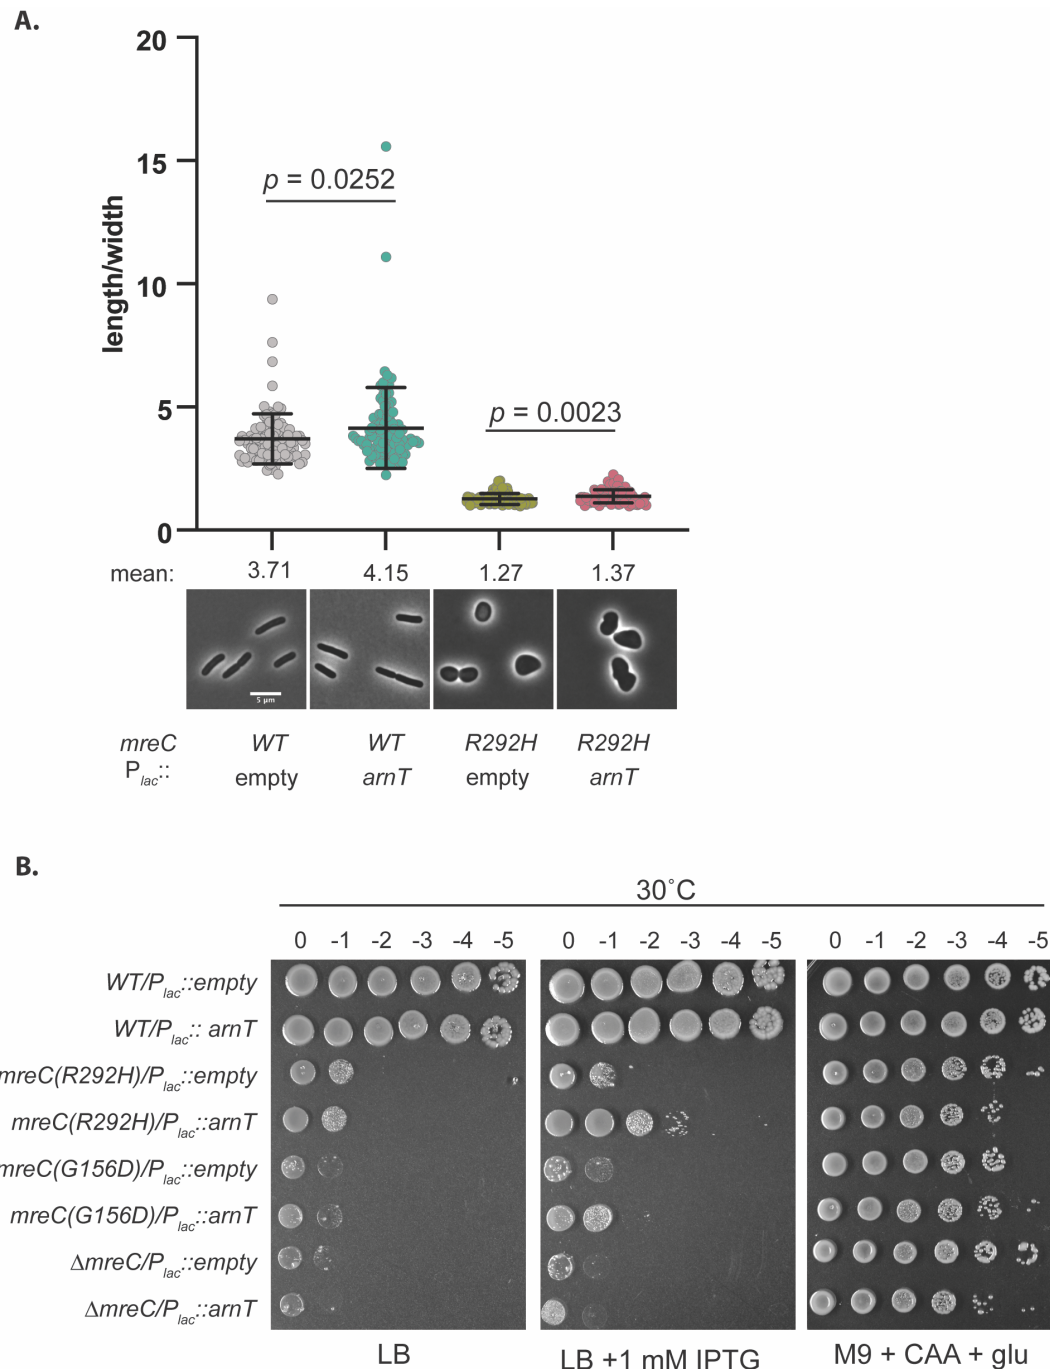 A.
20
15
10
5
0
length/width
p = 0.0252
p = 0.0023
mean: 3.71 4.15 1.27 1.37
5 µm
mreC WT WT R292H R292H
Plac:: empty arnT empty arnT
B.
30˚C
0 -1 -2 -3 -4 -5 0 -1 -2 -3 -4 -5 0 -1 -2 -3 -4 -5
WT/Plac::empty
WT/Plac:: arnT
mreC(R292H)/Plac::empty
mreC(R292H)/Plac::arnT
mreC(G156D)/Plac::empty
mreC(G156D)/Plac::arnT
ΔmreC/Plac::empty
ΔmreC/Plac::arnT
LB LB +1 mM IPTG M9 + CAA + glu